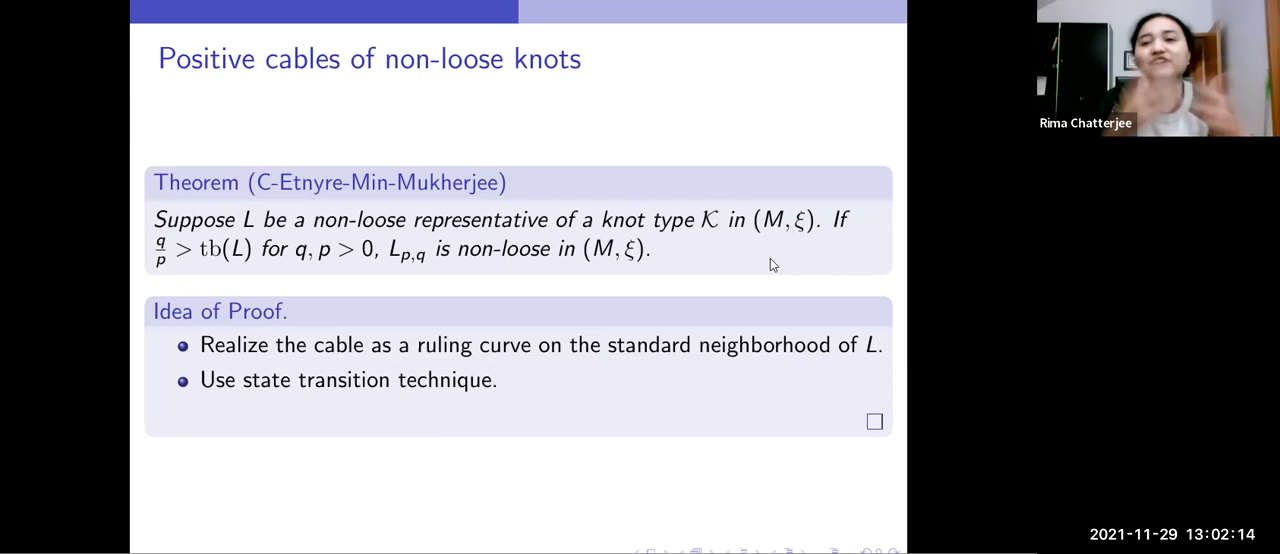 Positive cables of non-loose knots
Theorem (C-Etnyre-Min-Mukherjee)
Suppose L be a non-loose representative of a knot type 𝒦 in (M, ξ). If
q/p > tb(L) for q, p > 0, L_{p,q} is non-loose in (M, ξ).
Idea of Proof.
Realize the cable as a ruling curve on the standard neighborhood of L.
Use state transition technique.
Rima Chatterjee
2021-11-29 13:02:14